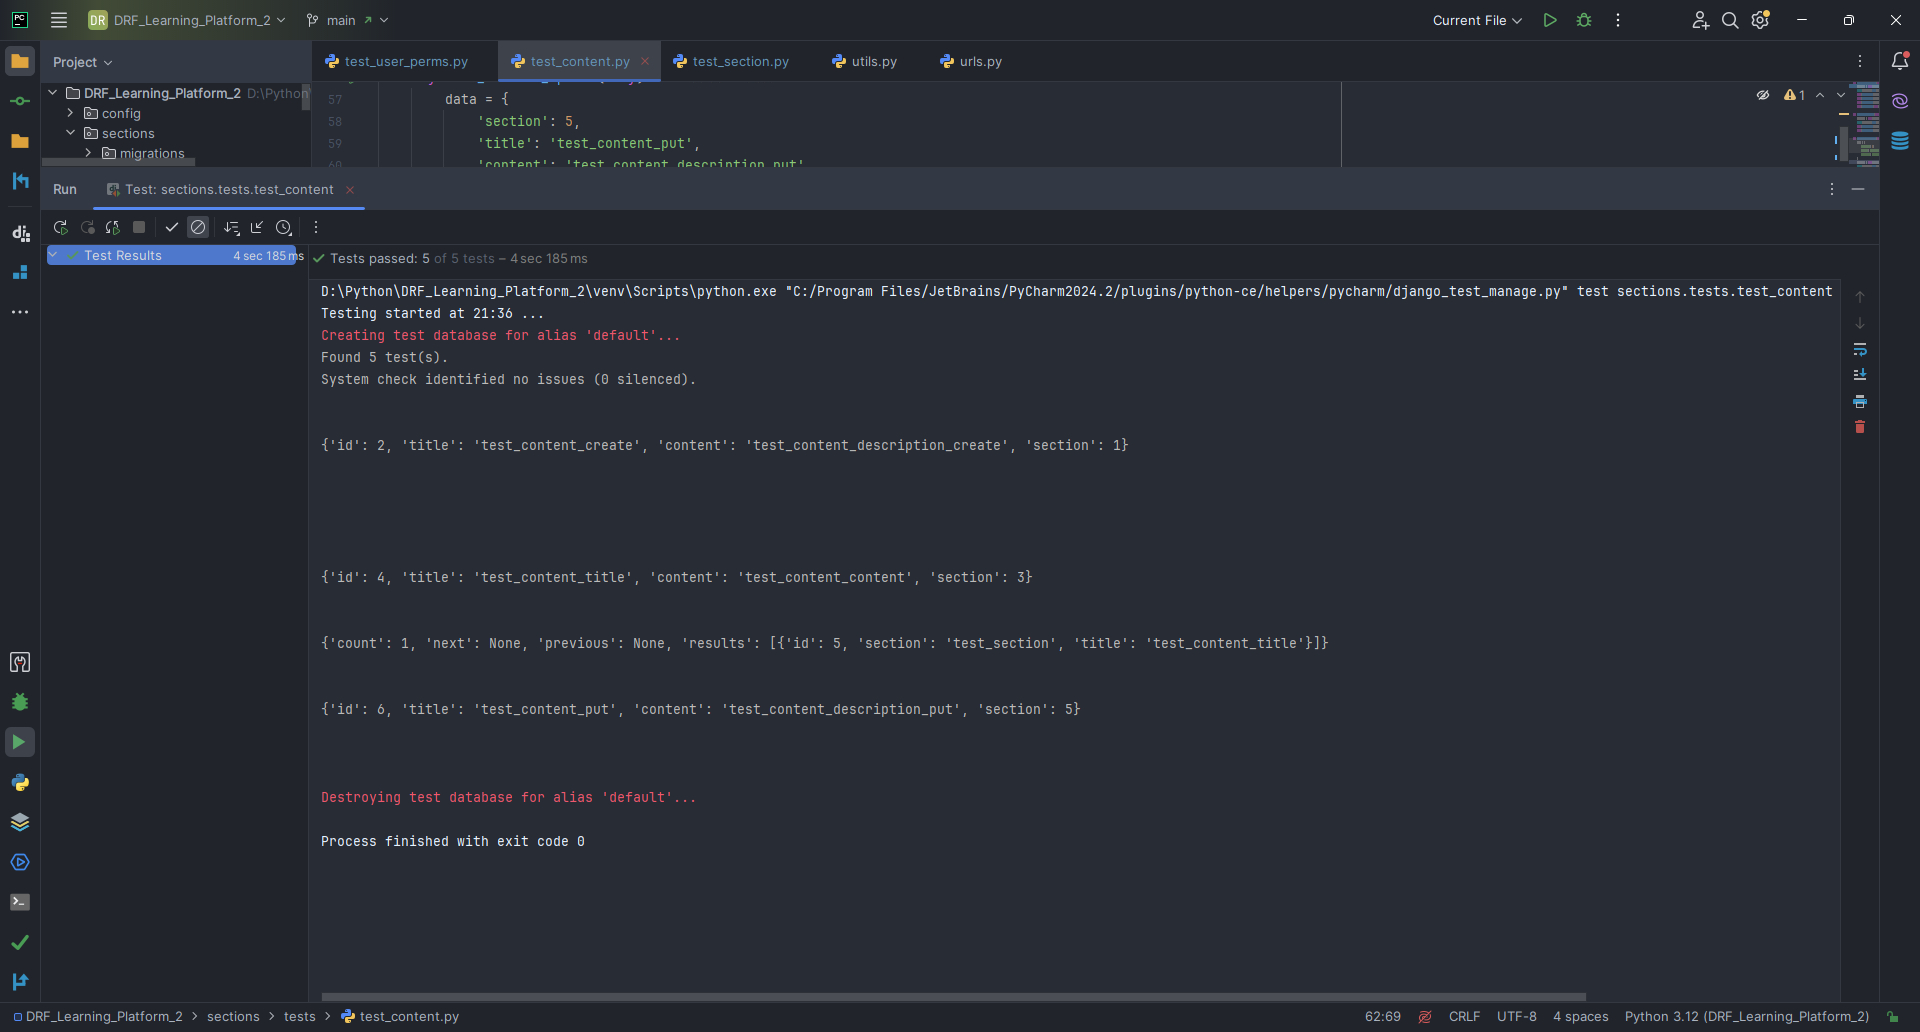 PC
DR DRF_Learning_Platform_2
main
Current File
Project
test_user_perms.py
test_content.py
test_section.py
utils.py
urls.py
DRF_Learning_Platform_2 D:\Python
config
sections
migrations
57 data = {
58 'section': 5,
59 'title': 'test_content_put',
60 'content': 'test_content_description_put'
1
Run
Test: sections.tests.test_content
Test Results 4 sec 185 ms
Tests passed: 5 of 5 tests – 4 sec 185 ms
D:\Python\DRF_Learning_Platform_2\venv\Scripts\python.exe "C:/Program Files/JetBrains/PyCharm2024.2/plugins/python-ce/helpers/pycharm/django_test_manage.py" test sections.tests.test_content
Testing started at 21:36 ...
Creating test database for alias 'default'...
Found 5 test(s).
System check identified no issues (0 silenced).
{'id': 2, 'title': 'test_content_create', 'content': 'test_content_description_create', 'section': 1}
{'id': 4, 'title': 'test_content_title', 'content': 'test_content_content', 'section': 3}
{'count': 1, 'next': None, 'previous': None, 'results': [{'id': 5, 'section': 'test_section', 'title': 'test_content_title'}]}
{'id': 6, 'title': 'test_content_put', 'content': 'test_content_description_put', 'section': 5}
Destroying test database for alias 'default'...
Process finished with exit code 0
DRF_Learning_Platform_2 > sections > tests > test_content.py
62:69
CRLF
UTF-8
4 spaces
Python 3.12 (DRF_Learning_Platform_2)